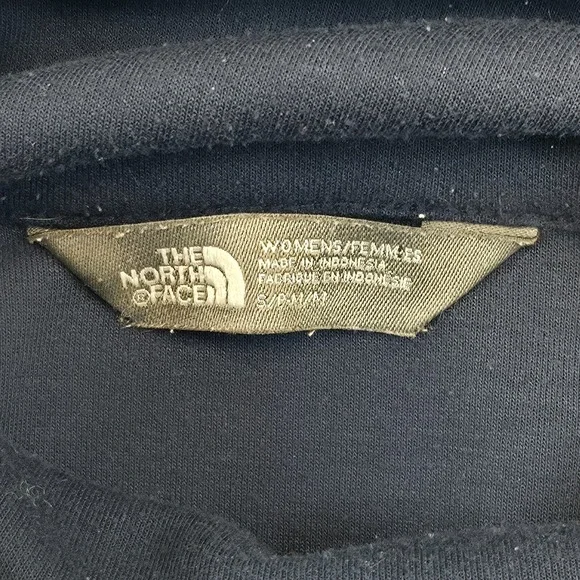 THE
NORTH
FACE®
WOMENS/FEMMES
MADE IN INDONESIA
FABRIQUE EN INDONESIE
S/P-M/M